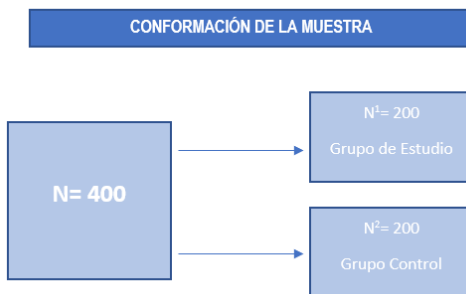 CONFORMACIÓN DE LA MUESTRA
N= 400
N¹= 200
Grupo de Estudio
N²= 200
Grupo Control